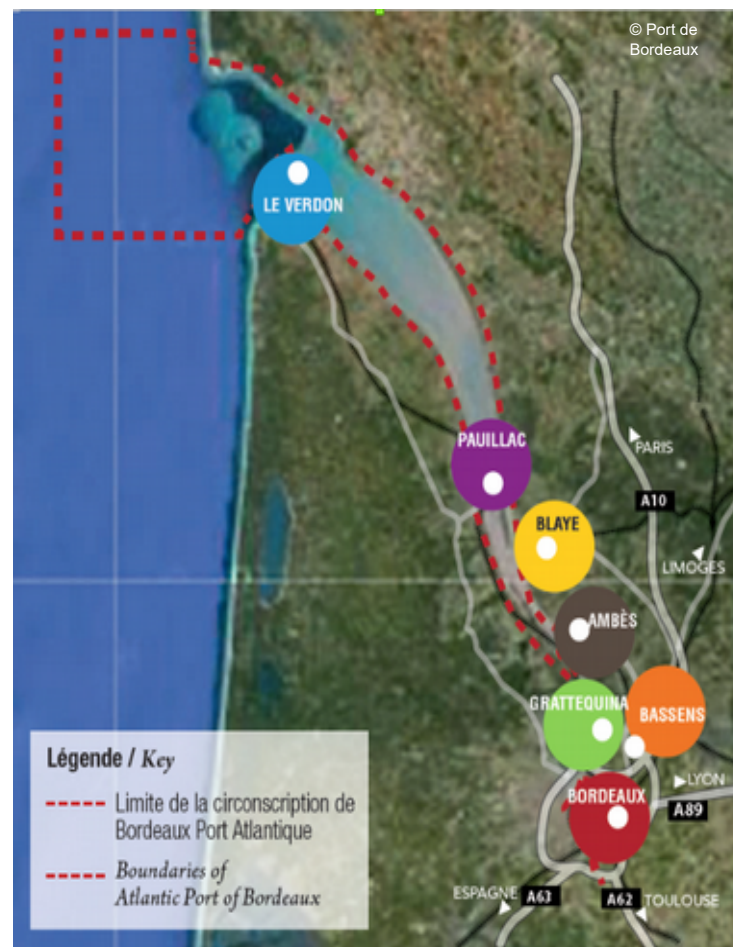 © Port de
Bordeaux
LE VERDON
PAUILLAC
PARIS
A10
BLAYE
LIMOGES
AMBÈS
GRATTEQUINA
BASSENS
LYON
BORDEAUX
A89
ESPAGNE
A63
A62
TOULOUSE
Légende / Key
Limite de la circonscription de
Bordeaux Port Atlantique
Boundaries of
Atlantic Port of Bordeaux